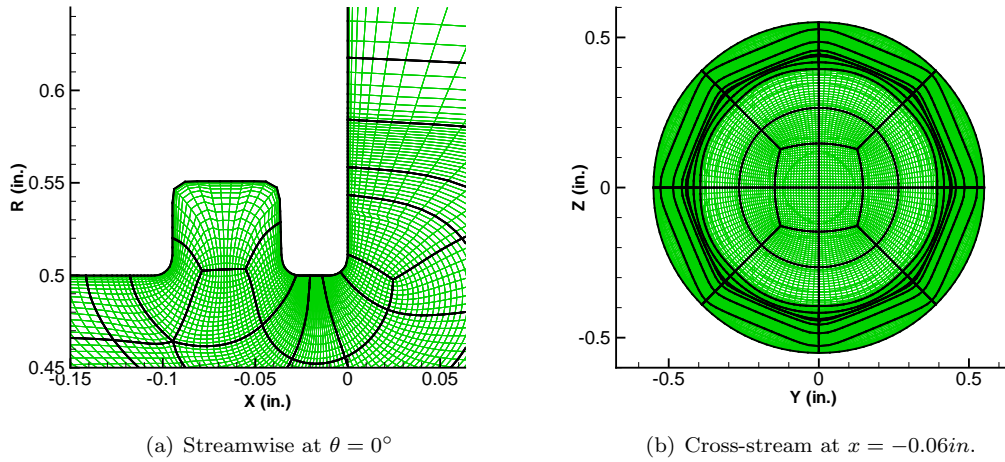 0.6
0.55
0.5
0.45
R (in.)
-0.15
-0.1
-0.05
0
0.05
X (in.)
0.5
0
-0.5
Z (in.)
-0.5
0
0.5
Y (in.)
(a) Streamwise at θ = 0°
(b) Cross-stream at x = −0.06in.